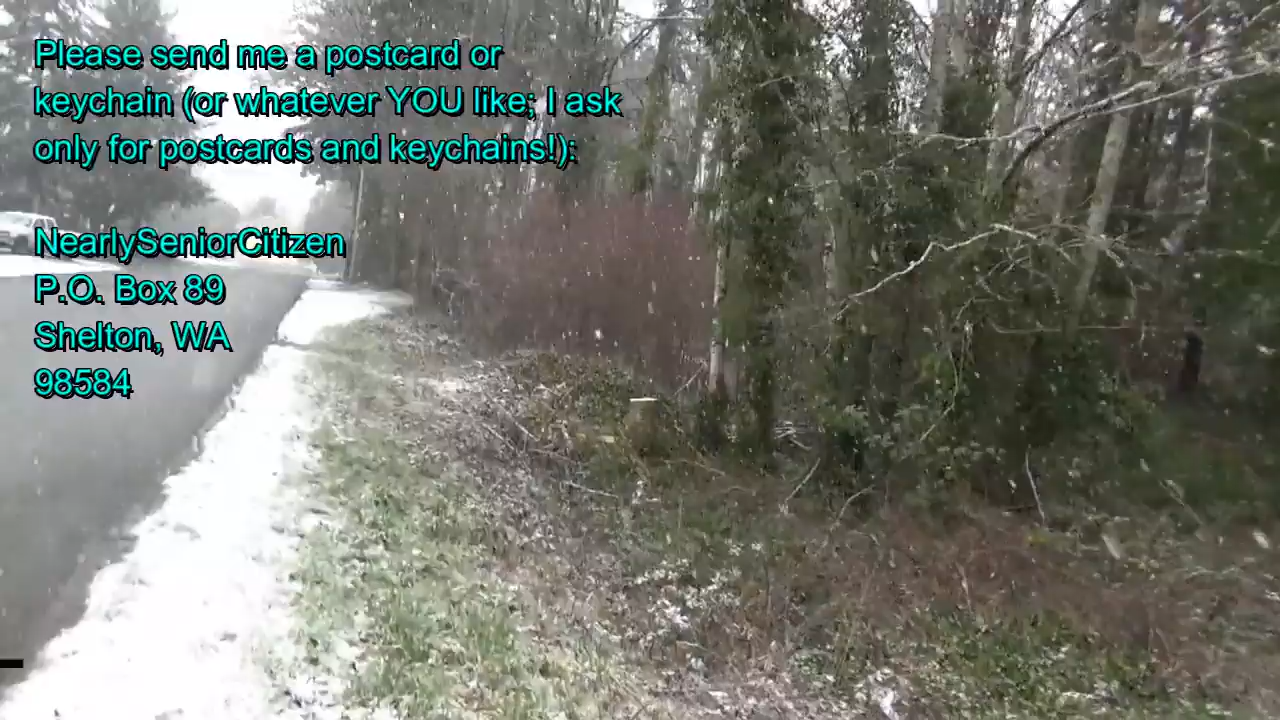 Please send me a postcard or
keychain (or whatever YOU like; I ask
only for postcards and keychains!):
NearlySeniorCitizen
P.O. Box 89
Shelton, WA
98584